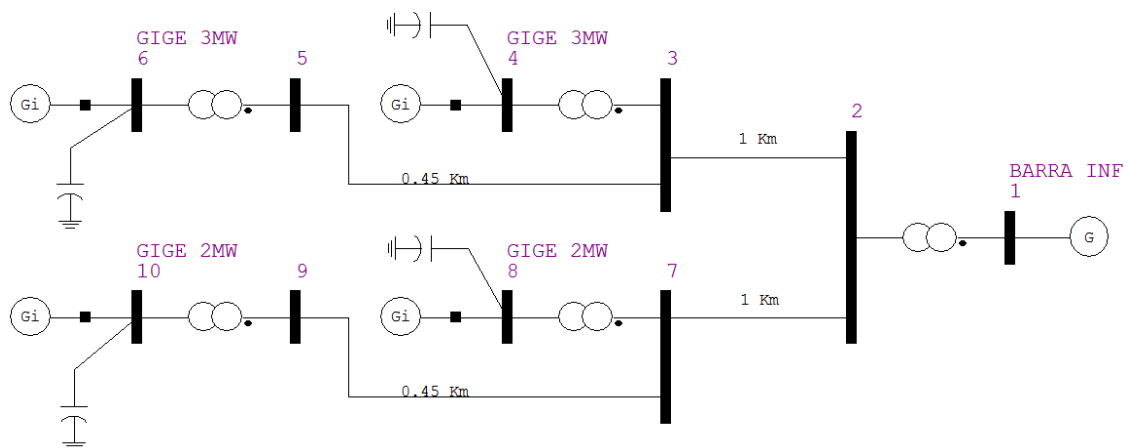 GIGE 3MW
6
5
GIGE 3MW
4
3
2
Gi
Gi
1 Km
0.45 Km
BARRA INF
1
G
GIGE 2MW
10
9
GIGE 2MW
8
7
1 Km
Gi
Gi
0.45 Km